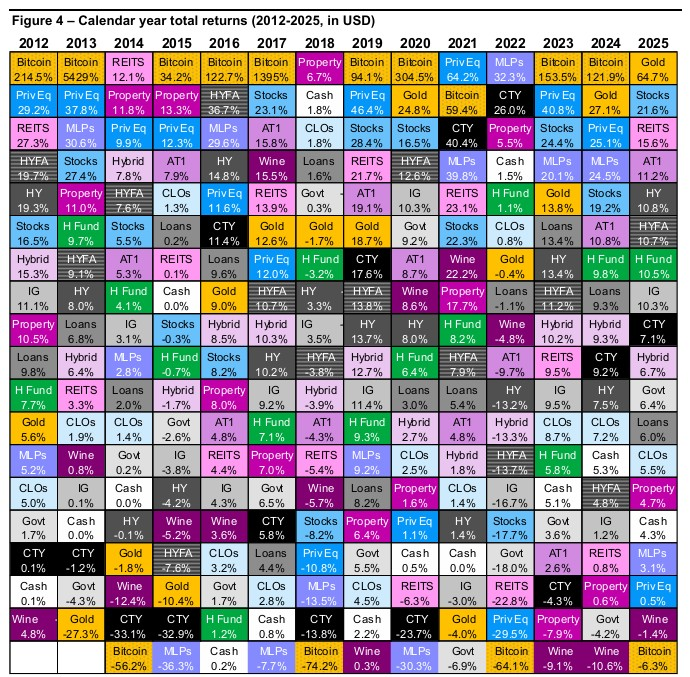 Figure 4 – Calendar year total returns (2012-2025, in USD)
2012 2013 2014 2015 2016 2017 2018 2019 2020 2021 2022 2023 2024 2025
Bitcoin Bitcoin REITS Bitcoin Bitcoin Bitcoin Property Bitcoin Bitcoin Priv Eq MLPs Bitcoin Bitcoin Gold
214.5% 5429% 12.1% 34.2% 122.7% 1395% 6.7% 94.1% 304.5% 64.2% 32.3% 153.5% 121.9% 64.7%
Priv Eq Priv Eq Property Property HYFA Stocks Cash Priv Eq Gold Bitcoin CTY Priv Eq Gold Stocks
29.2% 37.8% 11.8% 13.3% 36.7% 23.1% 1.8% 46.4% 24.8% 59.4% 26.0% 40.8% 27.1% 21.6%
REITS MLPs Priv Eq Priv Eq MLPs AT1 CLOs Stocks Stocks CTY Property Stocks Priv Eq REITS
27.3% 30.6% 9.9% 12.3% 29.6% 15.8% 1.8% 28.4% 16.5% 40.4% 5.5% 24.4% 25.1% 15.6%
HYFA Stocks Hybrid AT1 HY Wine Loans REITS HYFA MLPs Cash MLPs MLPs AT1
19.7% 27.4% 7.8% 7.9% 14.8% 15.5% 1.6% 21.7% 12.6% 39.8% 1.5% 20.1% 24.5% 11.2%
HY Property HYFA CLOs Priv Eq REITS Govt - AT1 IG REITS H Fund Gold Stocks HY
19.3% 11.0% 7.6% 1.3% 11.6% 13.9% 0.3% 19.1% 10.3% 23.1% 1.1% 13.8% 19.2% 10.8%
Stocks H Fund Stocks Loans CTY Gold Gold Gold Govt Stocks CLOs Loans AT1 HYFA
16.5% 9.7% 5.5% 0.2% 11.4% 12.6% -1.7% 18.7% 9.2% 22.3% 0.8% 13.4% 10.8% 10.7%
Hybrid HYFA AT1 REITS Loans Priv Eq H Fund CTY AT1 Wine Gold HY H Fund H Fund
15.3% 9.1% 5.3% 0.1% 9.6% 12.0% -3.2% 17.6% 8.7% 22.2% -0.4% 13.4% 9.8% 10.5%
IG HY H Fund Cash Gold HYFA HY - HYFA Wine Property Loans HYFA Loans IG
11.1% 8.0% 4.1% 0.0% 9.0% 10.7% 3.3% 13.8% 8.6% 17.7% -1.1% 11.2% 9.3% 10.3%
Property Loans IG Stocks Hybrid Hybrid IG - HY HY H Fund Wine Hybrid Hybrid CTY
10.5% 6.8% 3.1% -0.3% 8.5% 10.3% 3.5% 13.7% 8.0% 8.2% -4.8% 10.2% 9.3% 7.1%
Loans Hybrid MLPs H Fund Stocks HY HYFA Hybrid H Fund HYFA AT1 REITS CTY Hybrid
9.8% 6.4% 2.8% -0.7% 8.2% 10.2% -3.8% 12.7% 6.4% 7.9% -9.7% 9.5% 9.2% 6.7%
H Fund REITS Loans Hybrid Property IG Hybrid IG Loans Loans HY IG HY Govt
7.7% 3.3% 2.0% -1.7% 8.0% 9.2% -3.9% 11.4% 3.0% 5.4% -13.2% 9.5% 7.5% 6.4%
Gold CLOs CLOs Govt AT1 H Fund AT1 H Fund Hybrid AT1 Hybrid CLOs CLOs Loans
5.6% 1.9% 1.4% -2.6% 4.8% 7.1% -4.3% 9.3% 2.7% 4.8% -13.3% 8.7% 7.2% 6.0%
MLPs Wine Govt IG REITS Property REITS MLPs CLOs Hybrid HYFA H Fund Cash CLOs
5.2% 0.8% 0.2% -3.8% 4.4% 7.0% -5.4% 9.2% 2.5% 1.8% -13.7% 5.8% 5.3% 5.5%
CLOs IG Cash HY IG Govt Wine Loans Property CLOs IG Cash HYFA Property
5.0% 0.1% 0.0% -4.2% 4.3% 6.5% -5.7% 8.2% 1.6% 1.4% -16.7% 5.1% 4.8% 4.7%
Govt Cash HY Wine Wine CTY Stocks Property Priv Eq HY Stocks Govt IG Cash
1.7% 0.0% -0.1% -5.2% 3.6% 5.8% -8.2% 6.4% 1.1% 1.4% -17.7% 3.6% 1.2% 4.3%
CTY CTY Gold HYFA CLOs Loans Priv Eq Govt Cash Cash Govt AT1 REITS MLPs
0.1% -1.2% -1.8% -7.6% 3.2% 4.4% -10.8% 5.5% 0.5% 0.0% -18.0% 2.6% 0.8% 3.1%
Cash Govt Wine Gold Govt CLOs MLPs CLOs REITS IG REITS CTY Property Priv Eq
0.1% -4.3% -12.4% -10.4% 1.7% 2.8% -13.5% 4.5% -6.3% -3.0% -22.8% -4.3% 0.6% 0.5%
Wine - Gold CTY CTY H Fund Cash CTY Cash CTY Gold Priv Eq Property Govt Wine
4.8% -27.3% -33.1% -32.9% 1.2% 0.8% -13.8% 2.2% -23.7% -4.0% -29.5% -7.9% -4.2% -1.4%
Bitcoin MLPs Cash MLPs Bitcoin Wine MLPs Govt Bitcoin Wine Wine Bitcoin
-56.2% -36.3% 0.2% -7.7% -74.2% 0.3% -30.3% -6.9% -64.1% -9.1% -10.6% -6.3%